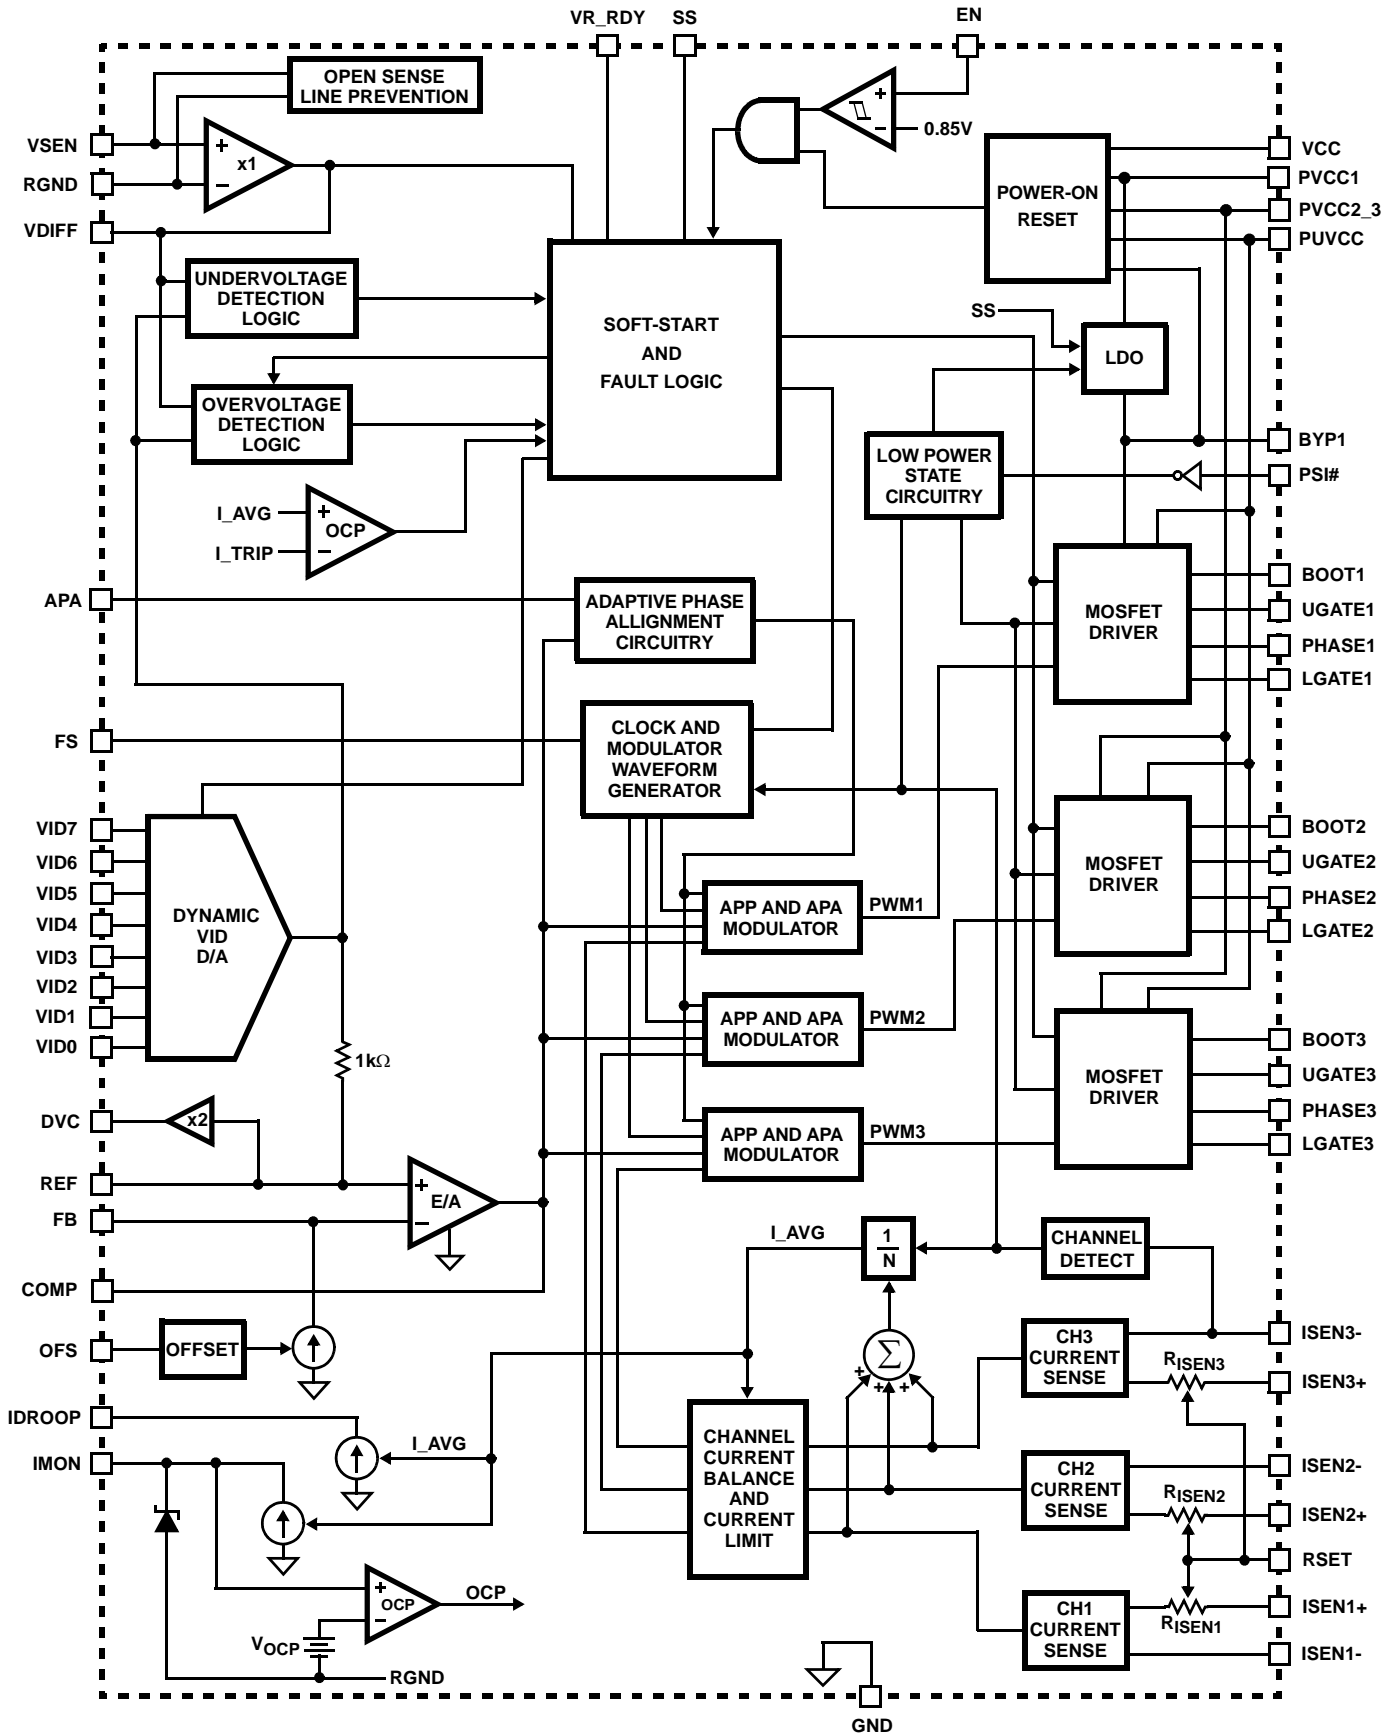 VR_RDY
SS
EN
OPEN SENSE
LINE PREVENTION
+
−
0.85V
VSEN
RGND
VDIFF
+
x1
−
POWER-ON
RESET
VCC
PVCC1
PVCC2_3
PUVCC
UNDERVOLTAGE
DETECTION
LOGIC
SOFT-START
AND
FAULT LOGIC
SS
LDO
OVERVOLTAGE
DETECTION
LOGIC
LOW POWER
STATE
CIRCUITRY
BYP1
PSI#
I_AVG
I_TRIP
+
OCP
−
APA
ADAPTIVE PHASE
ALLIGNMENT
CIRCUITRY
MOSFET
DRIVER
BOOT1
UGATE1
PHASE1
LGATE1
FS
CLOCK AND
MODULATOR
WAVEFORM
GENERATOR
VID7
VID6
VID5
VID4
VID3
VID2
VID1
VID0
DYNAMIC
VID
D/A
APP AND APA
MODULATOR
PWM1
MOSFET
DRIVER
BOOT2
UGATE2
PHASE2
LGATE2
APP AND APA
MODULATOR
PWM2
1kΩ
MOSFET
DRIVER
BOOT3
UGATE3
PHASE3
LGATE3
DVC
x2
APP AND APA
MODULATOR
PWM3
REF
FB
+
E/A
−
COMP
I_AVG
1
N
CHANNEL
DETECT
OFS
OFFSET
Σ
+
+
+
CH3
CURRENT
SENSE
RISEN3
ISEN3-
ISEN3+
IDROOP
IMON
I_AVG
CHANNEL
CURRENT
BALANCE
AND
CURRENT
LIMIT
CH2
CURRENT
SENSE
RISEN2
ISEN2-
ISEN2+
RSET
+
OCP
−
OCP
VOCP
RGND
CH1
CURRENT
SENSE
RISEN1
ISEN1+
ISEN1-
GND